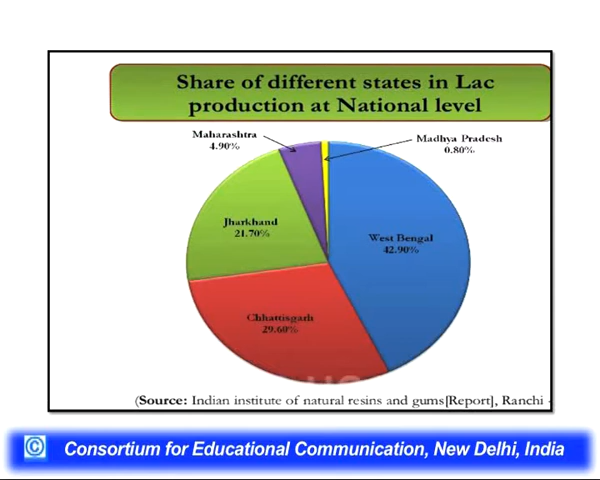 Share of different states in Lac
production at National level
Maharashtra
4.90%
Madhya Pradesh
0.80%
Jharkhand
21.70%
West Bengal
42.90%
Chhattisgarh
29.60%
(Source: Indian institute of natural resins and gums[Report], Ranchi -
© Consortium for Educational Communication, New Delhi, India